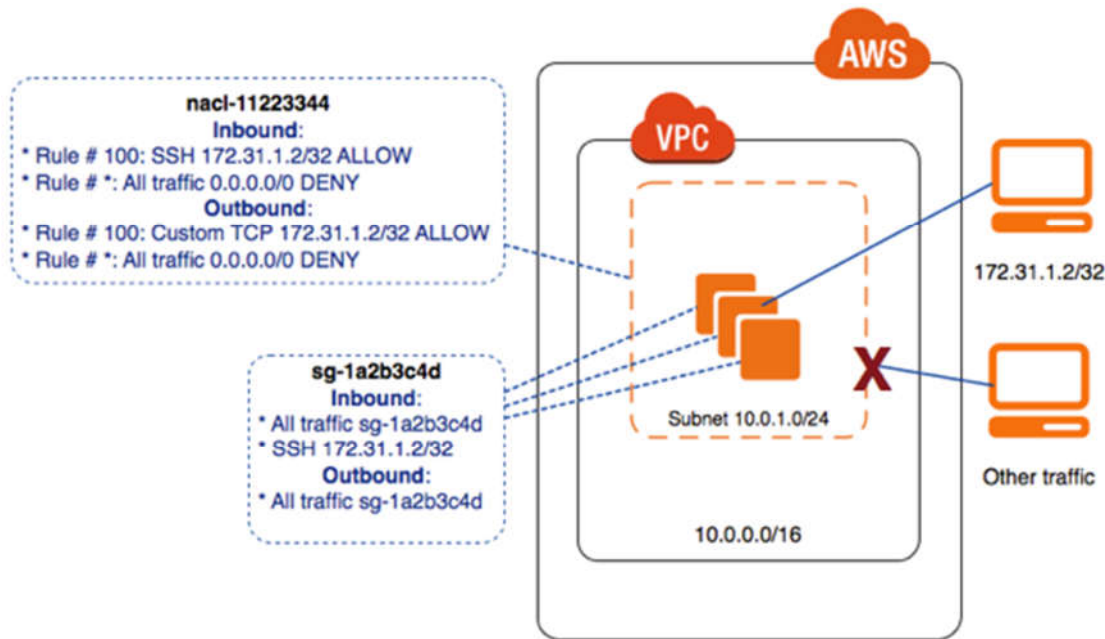 AWS
nacl-11223344
Inbound:
* Rule # 100: SSH 172.31.1.2/32 ALLOW
* Rule # *: All traffic 0.0.0.0/0 DENY
Outbound:
* Rule # 100: Custom TCP 172.31.1.2/32 ALLOW
* Rule # *: All traffic 0.0.0.0/0 DENY
VPC
172.31.1.2/32
sg-1a2b3c4d
Inbound:
* All traffic sg-1a2b3c4d
* SSH 172.31.1.2/32
Outbound:
* All traffic sg-1a2b3c4d
X
Subnet 10.0.1.0/24
Other traffic
10.0.0.0/16